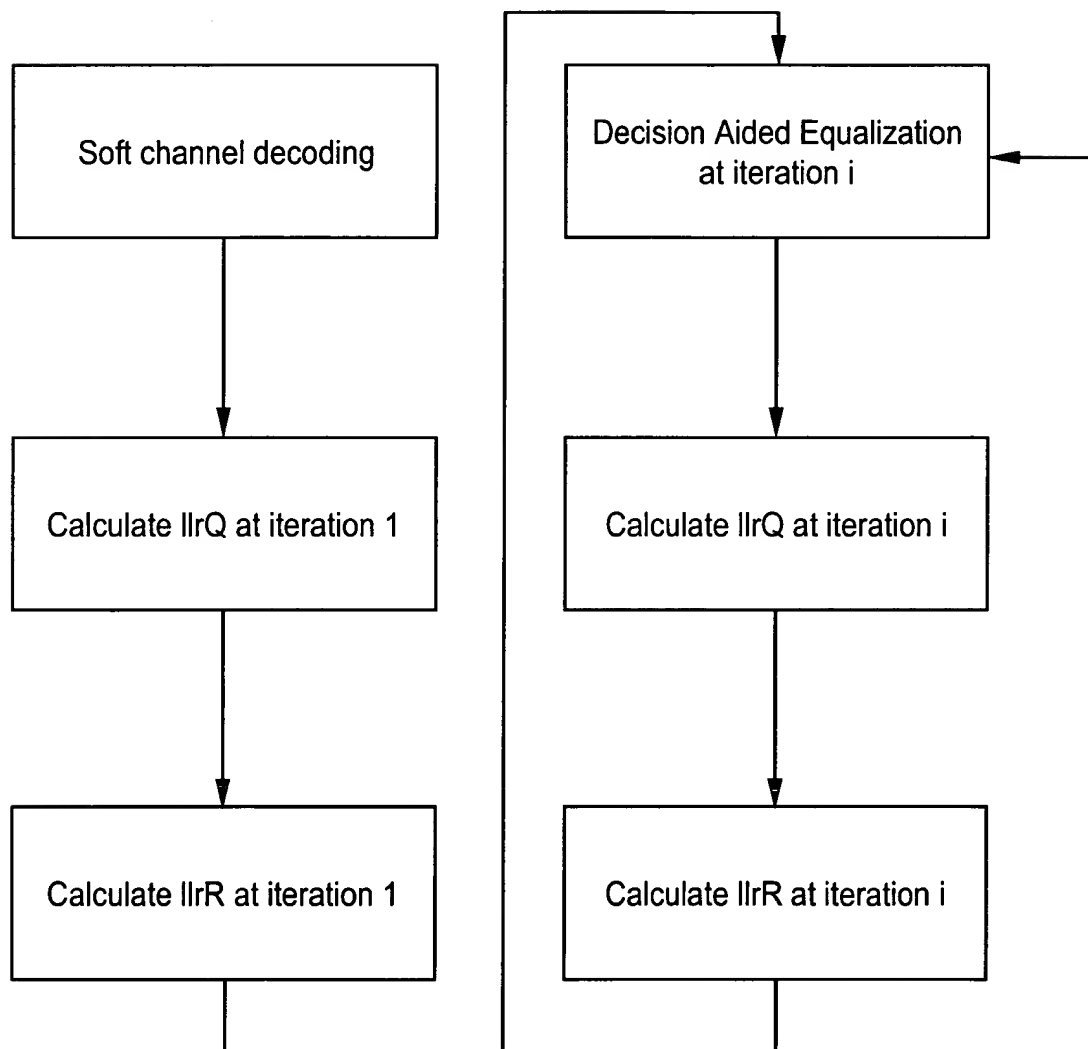 Soft channel decoding
Calculate llrQ at iteration 1
Calculate llrR at iteration 1
Decision Aided Equalization
at iteration i
Calculate llrQ at iteration i
Calculate llrR at iteration i